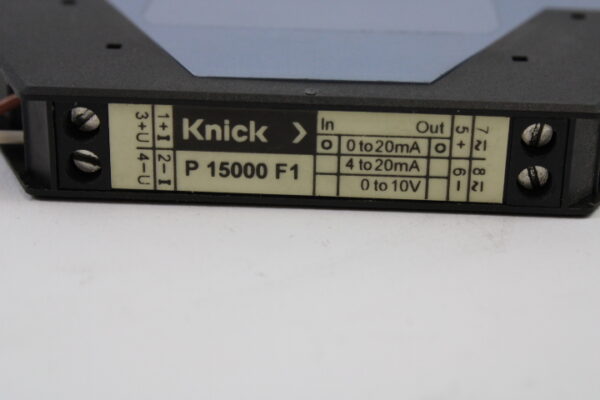 3+U 4-U
1+I 2-I
Knick >
P 15000 F1
In Out
o 0 to 20mA o
4 to 20mA
0 to 10V
5 + 6 -
7 ≂ 8 ≂